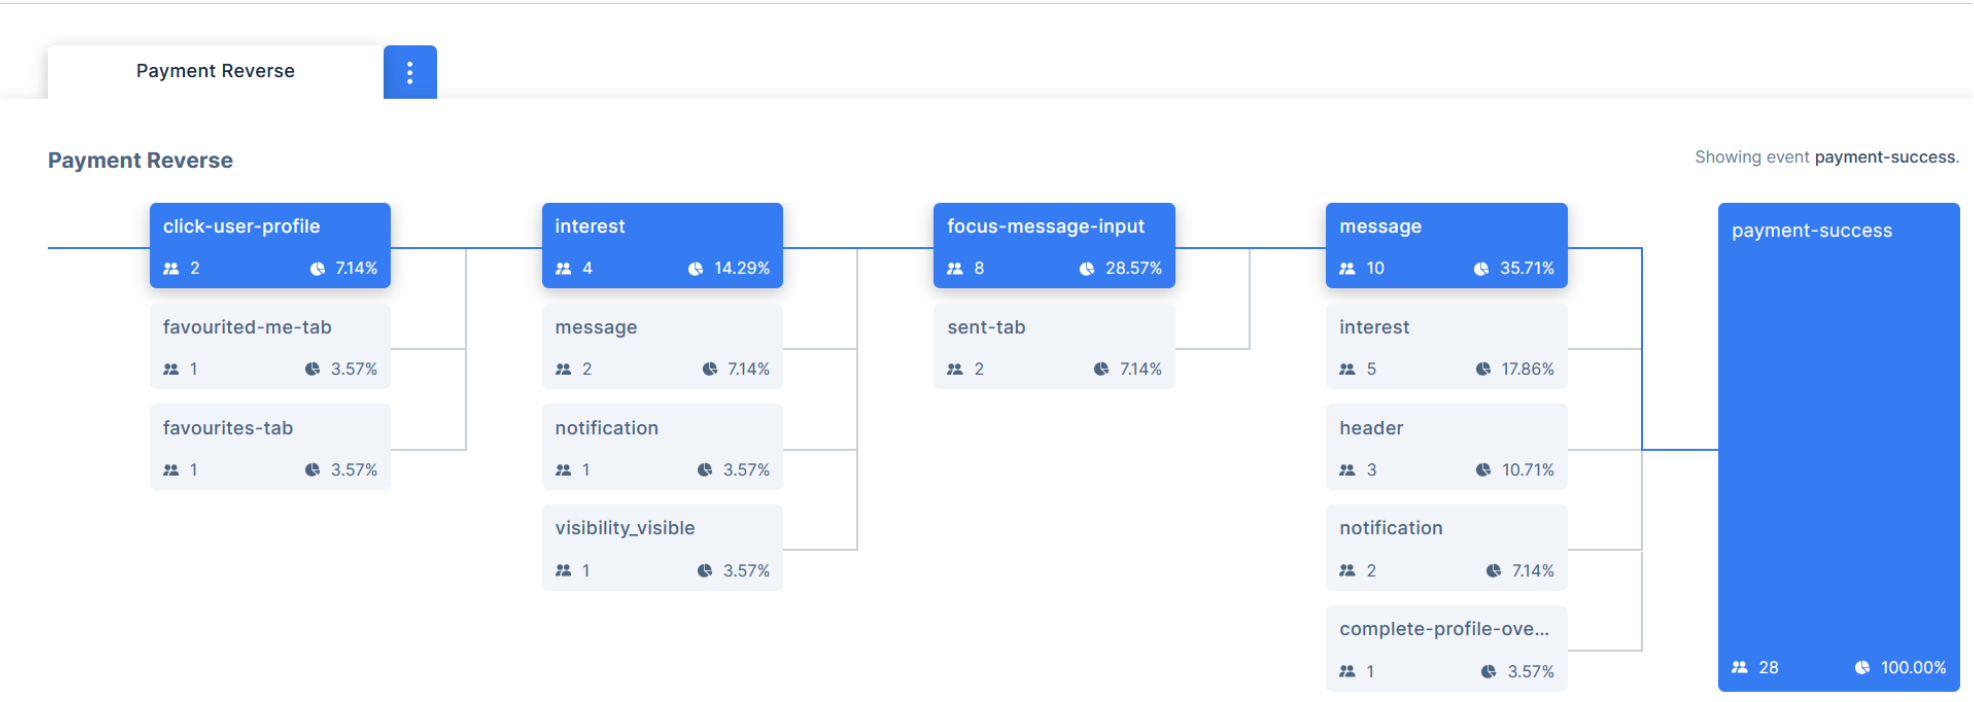 Payment Reverse
Payment Reverse
Showing event payment-success.
click-user-profile
2 7.14%
favourited-me-tab
1 3.57%
favourites-tab
1 3.57%
interest
4 14.29%
message
2 7.14%
notification
1 3.57%
visibility_visible
1 3.57%
focus-message-input
8 28.57%
sent-tab
2 7.14%
message
10 35.71%
interest
5 17.86%
header
3 10.71%
notification
2 7.14%
complete-profile-ove...
1 3.57%
payment-success
28 100.00%